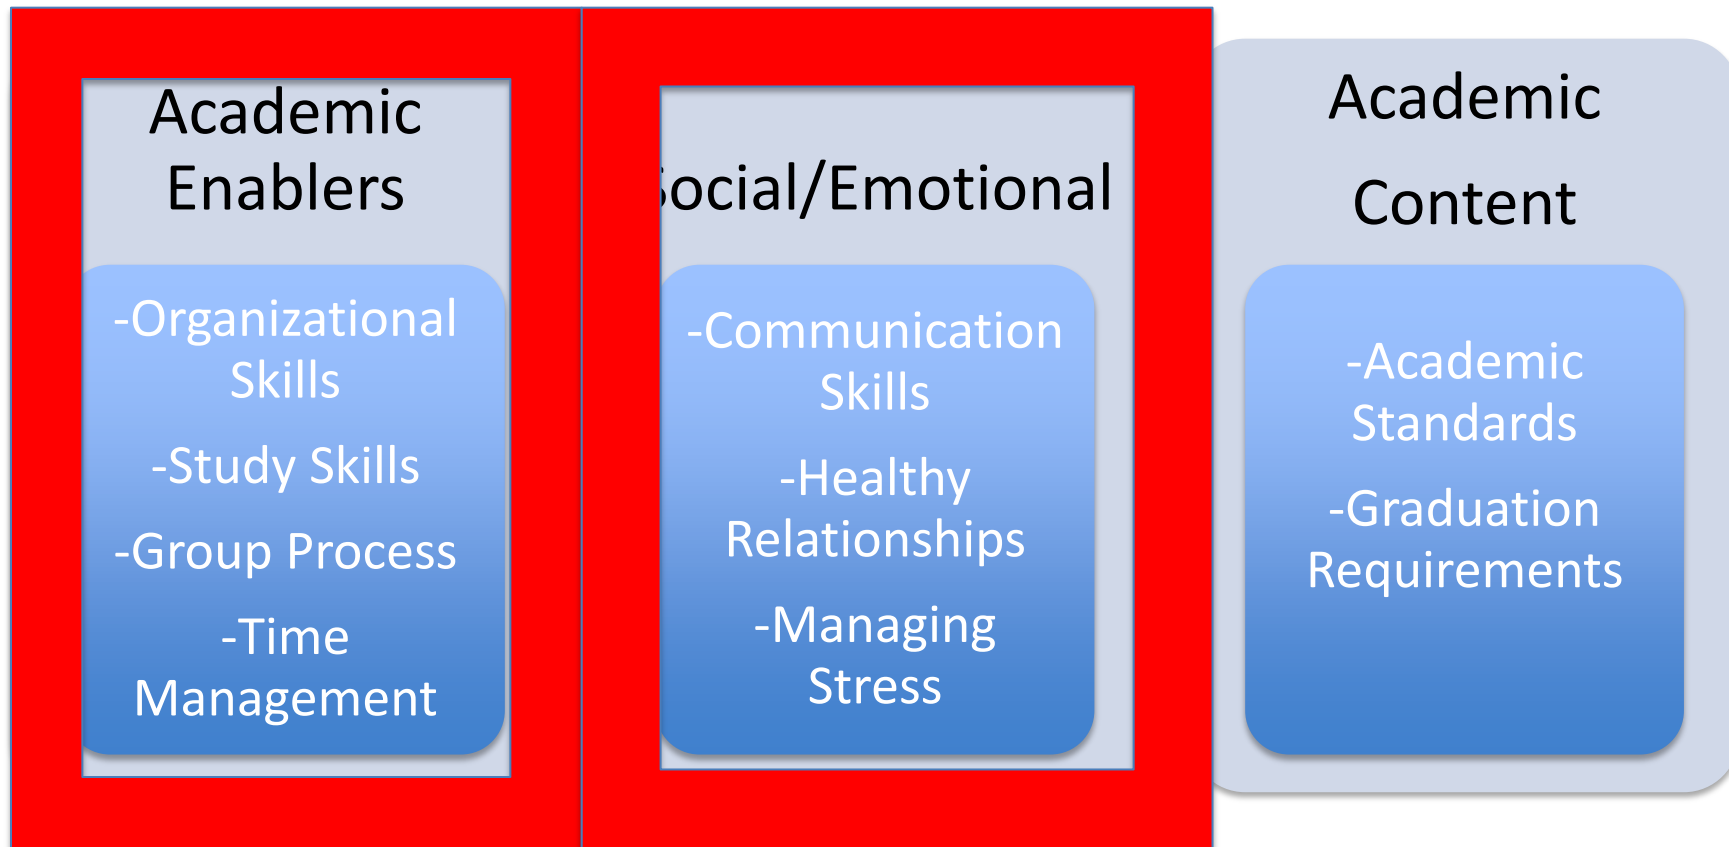 Academic
Enablers
-Organizational
Skills
-Study Skills
-Group Process
-Time
Management
Social/Emotional
-Communication
Skills
-Healthy
Relationships
-Managing
Stress
Academic
Content
-Academic
Standards
-Graduation
Requirements